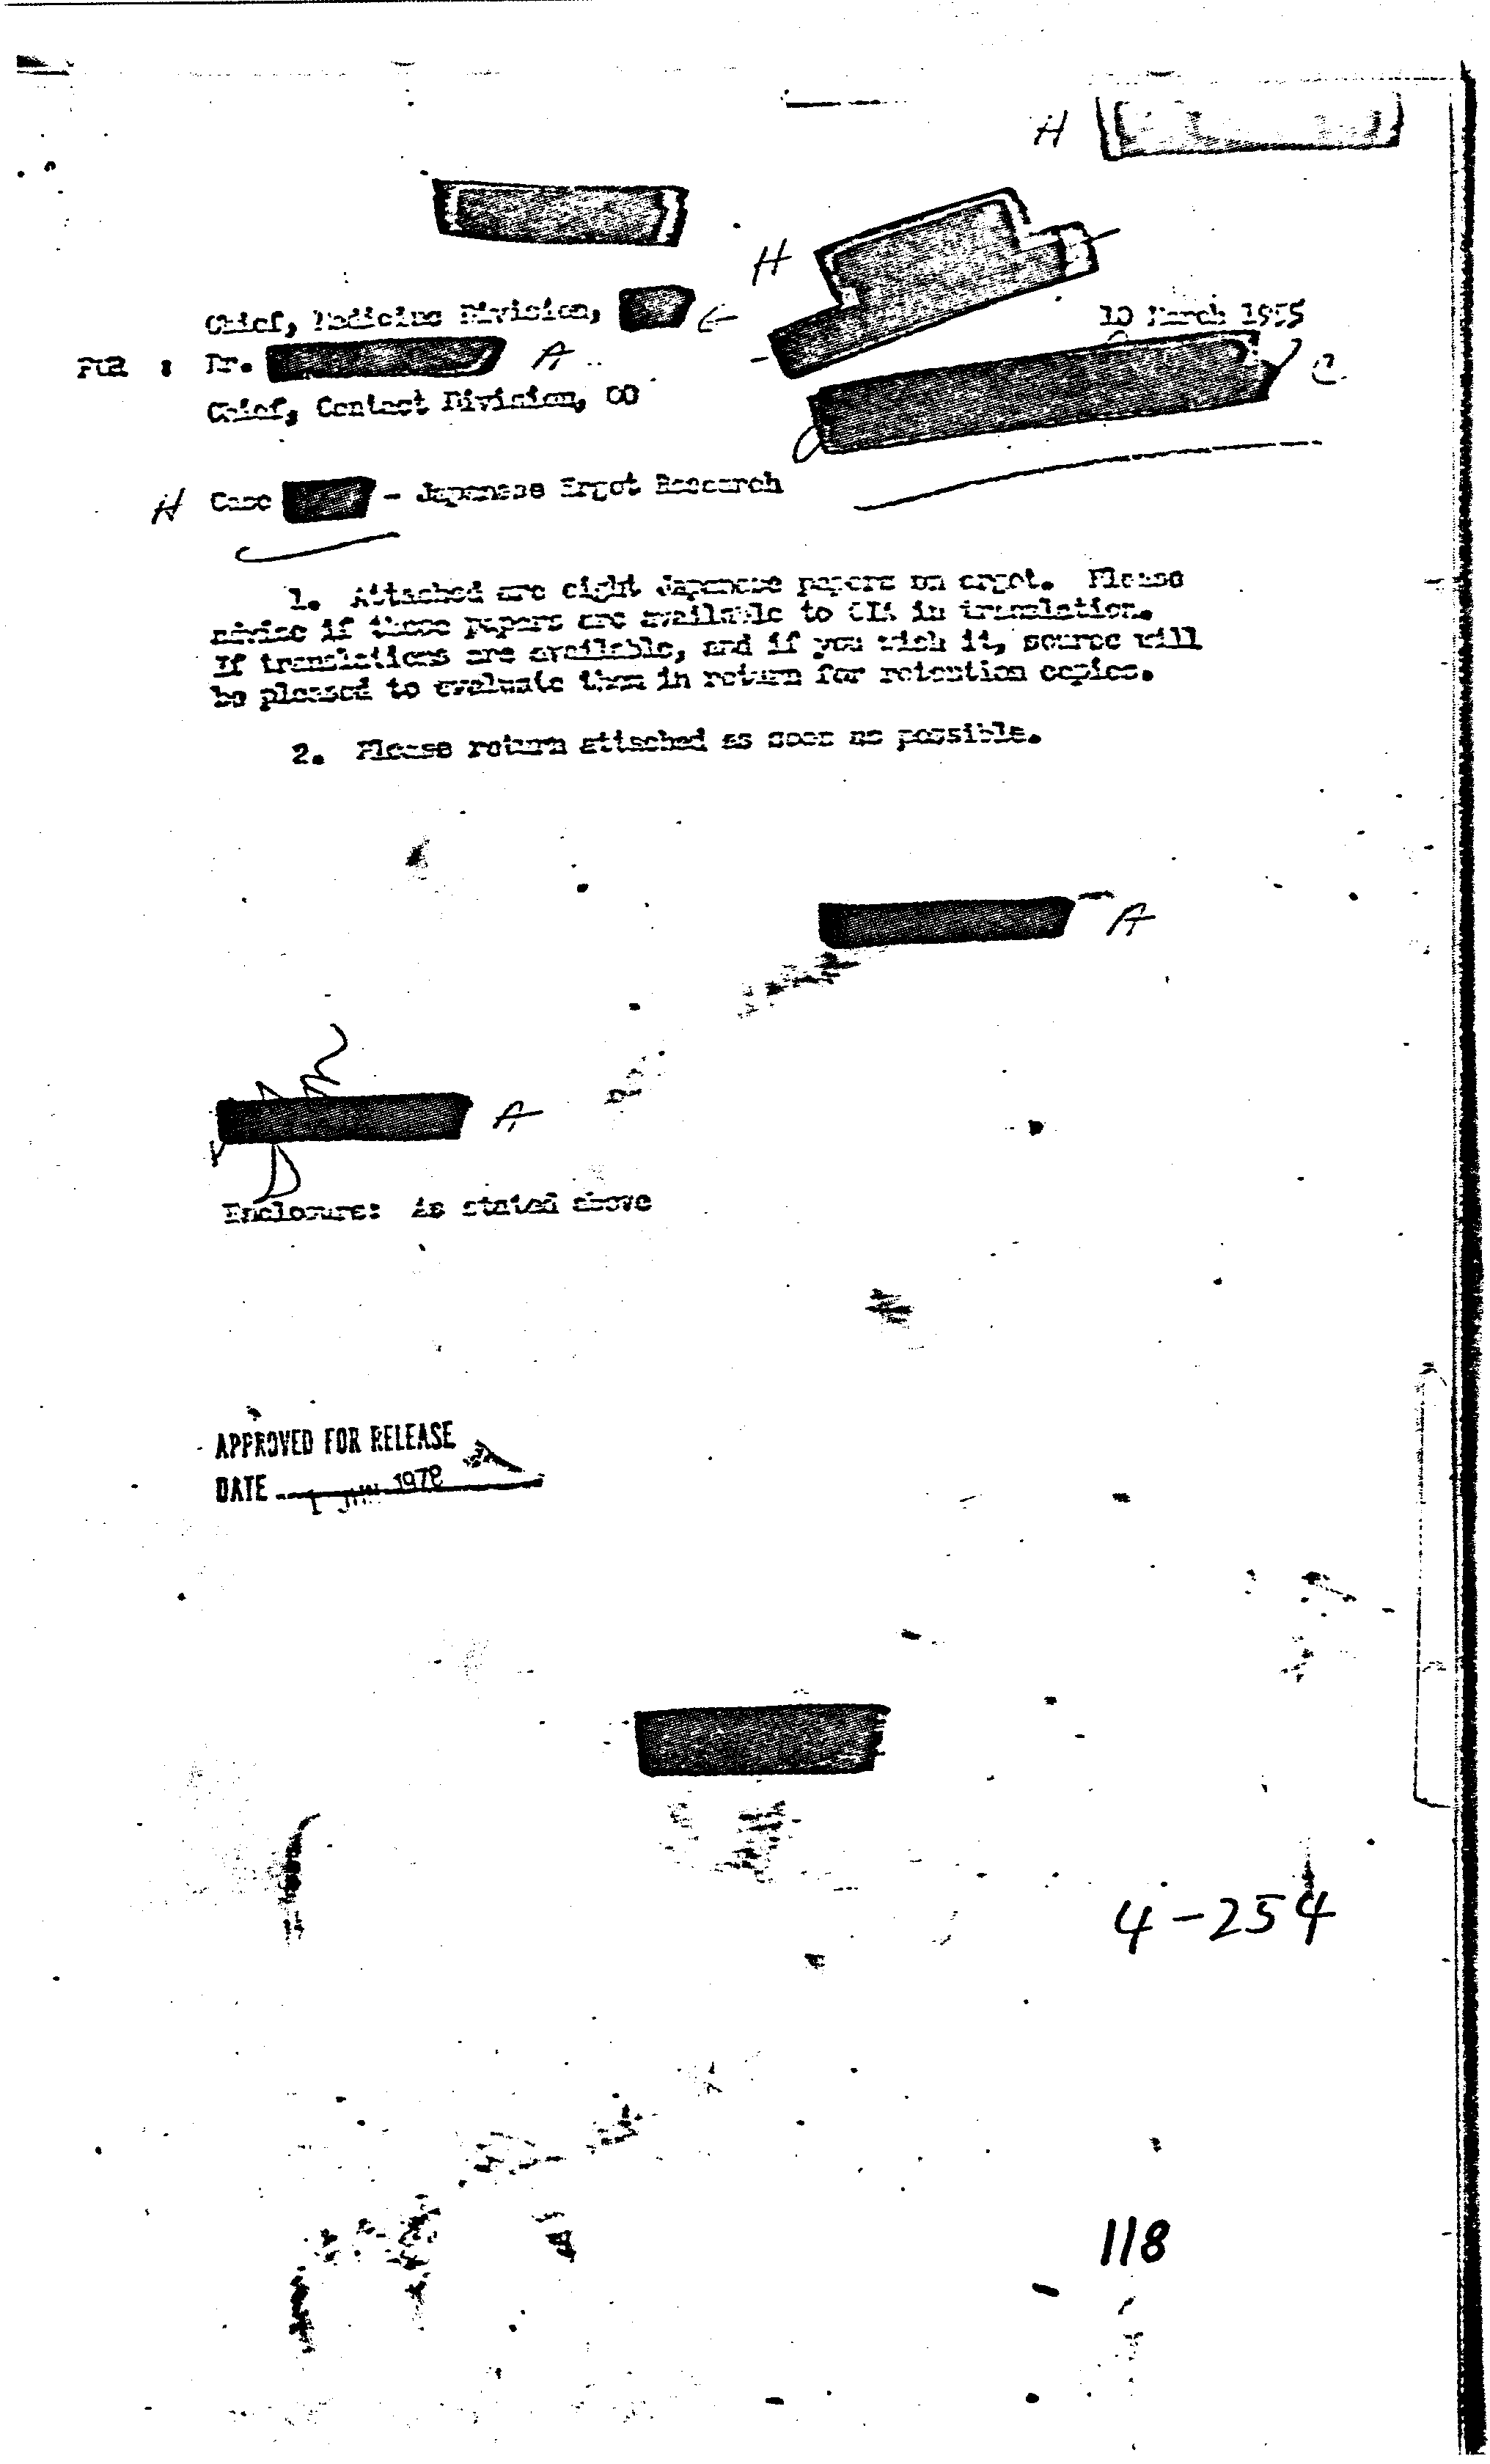 H
H
Chief, Medicine Division,
10 March 1955
FOR : Dr. A
Chief, Contact Division, OO
C
H Case - Japanese Ergot Research
1. Attached are eight Japanese papers on ergot. Please
advise if these papers are available to CIA in translation.
If translations are available, and if you wish it, source will
be pleased to evaluate them in return for retention copies.
2. Please return attached as soon as possible.
A
A
Enclosure: As stated above
APPROVED FOR RELEASE
DATE 1 JUN 1978
4-254
118